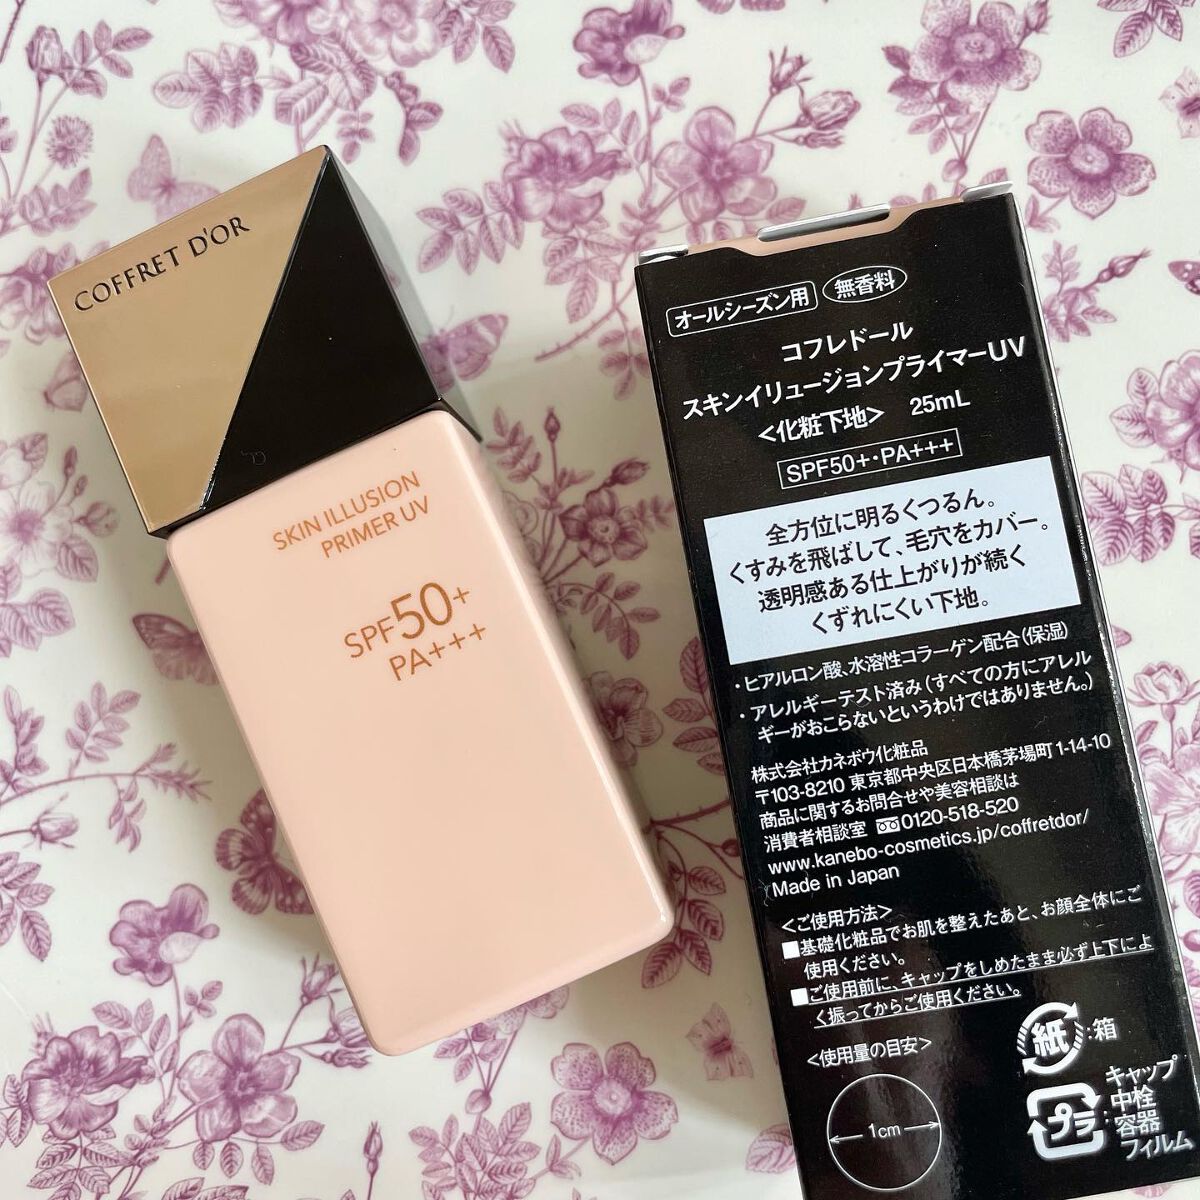 COFFRET D'OR
SKIN ILLUSION
PRIMER UV
SPF50+
PA+++
オールシーズン用 無香料
コフレドール
スキンイリュージョンプライマーUV
<化粧下地> 25mL
SPF50+・PA+++
全方位に明るくつるん。
くすみを飛ばして、毛穴をカバー。
透明感ある仕上がりが続く
くずれにくい下地。
・ヒアルロン酸、水溶性コラーゲン配合(保湿)
・アレルギーテスト済み(すべての方にアレル
ギーがおこらないというわけではありません。)
株式会社カネボウ化粧品
〒103-8210 東京都中央区日本橋茅場町1-14-10
商品に関するお問合せや美容相談は
消費者相談室 0120-518-520
www.kanebo-cosmetics.jp/coffretdor/
Made in Japan
<ご使用方法>
■基礎化粧品でお肌を整えたあと、お顔全体にご
使用ください。
■ご使用前に、キャップをしめたまま必ず上下によ
く振ってからご使用ください。
<使用量の目安>
1cm
紙:箱
プラ:キャップ
中栓
容器
フィルム